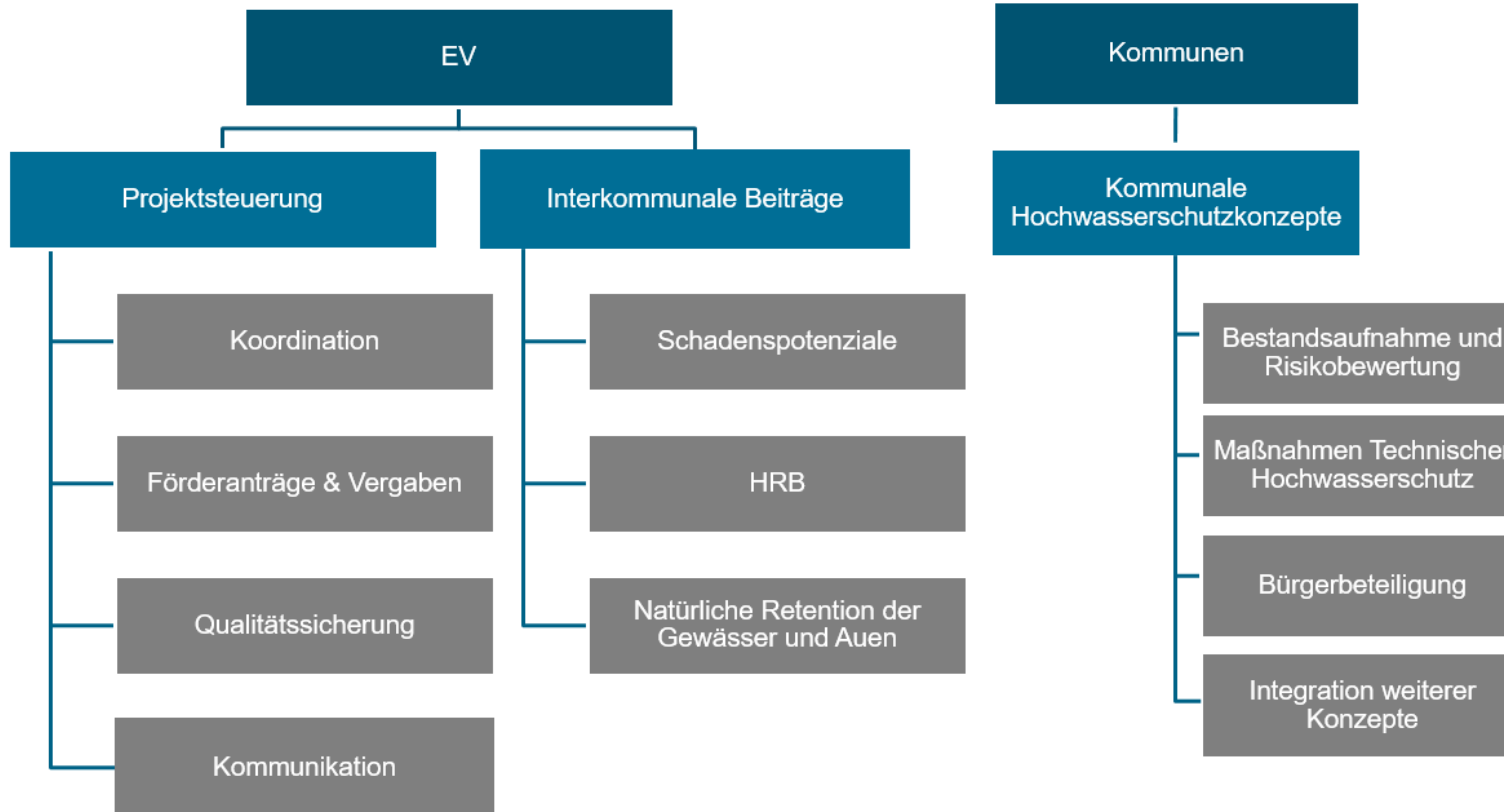 EV
Projektsteuerung
Koordination
Förderanträge & Vergaben
Qualitätssicherung
Kommunikation
Interkommunale Beiträge
Schadenspotenziale
HRB
Natürliche Retention der
Gewässer und Auen
Kommunen
Kommunale
Hochwasserschutzkonzepte
Bestandsaufnahme und
Risikobewertung
Maßnahmen Technischer
Hochwasserschutz
Bürgerbeteiligung
Integration weiterer
Konzepte